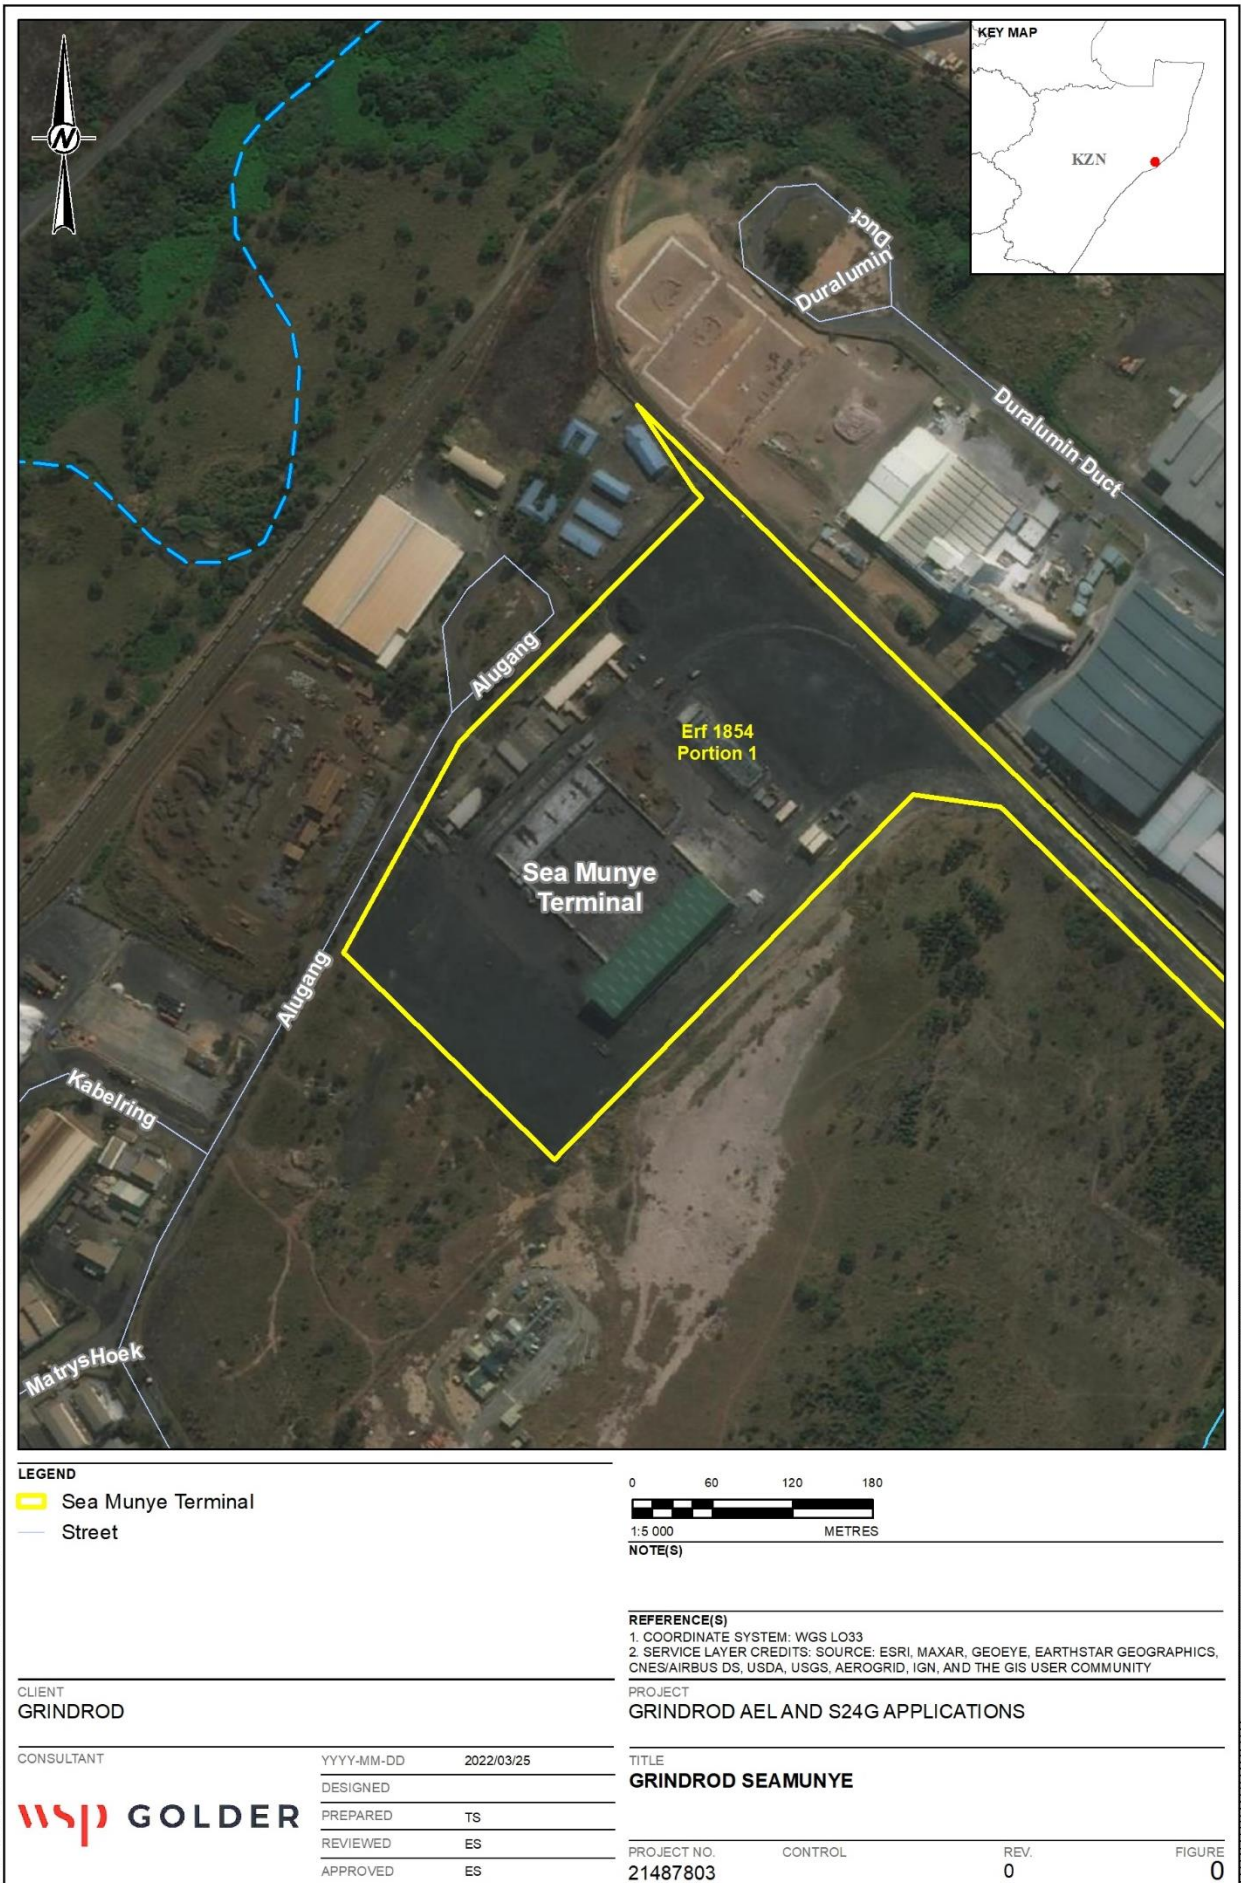 KEY MAP
KZN
N
Duralumin
Duct
Duralumin Duct
Alugang
Erf 1854
Portion 1
Sea Munye
Terminal
Alugang
Kabelring
MatrysHoek
LEGEND
Sea Munye Terminal
Street
0 60 120 180
1:5 000 METRES
NOTE(S)
REFERENCE(S)
1. COORDINATE SYSTEM: WGS LO33
2. SERVICE LAYER CREDITS: SOURCE: ESRI, MAXAR, GEOEYE, EARTHSTAR GEOGRAPHICS,
CNES/AIRBUS DS, USDA, USGS, AEROGRID, IGN, AND THE GIS USER COMMUNITY
CLIENT
GRINDROD
PROJECT
GRINDROD AEL AND S24G APPLICATIONS
CONSULTANT
wsp GOLDER
YYYY-MM-DD 2022/03/25
DESIGNED
PREPARED TS
REVIEWED ES
APPROVED ES
TITLE
GRINDROD SEAMUNYE
PROJECT NO. CONTROL REV. FIGURE
21487803 0 0